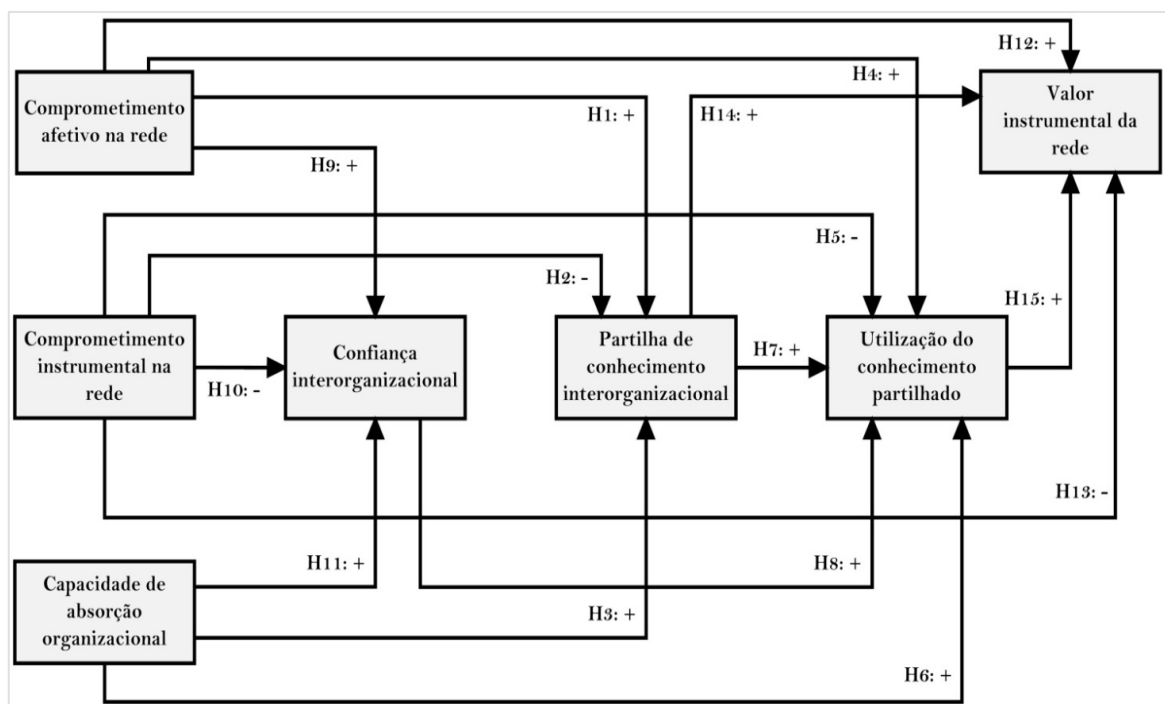 H12: +
H4: +
Comprometimento
afetivo na rede
H1: +
H14: +
Valor
instrumental da
rede
H9: +
H5: -
H2: -
H15: +
Comprometimento
instrumental na
rede
H10: -
Confiança
interorganizacional
Partilha de
conhecimento
interorganizacional
H7: +
Utilização do
conhecimento
partilhado
H13: -
Capacidade de
absorção
organizacional
H11: +
H8: +
H3: +
H6: +